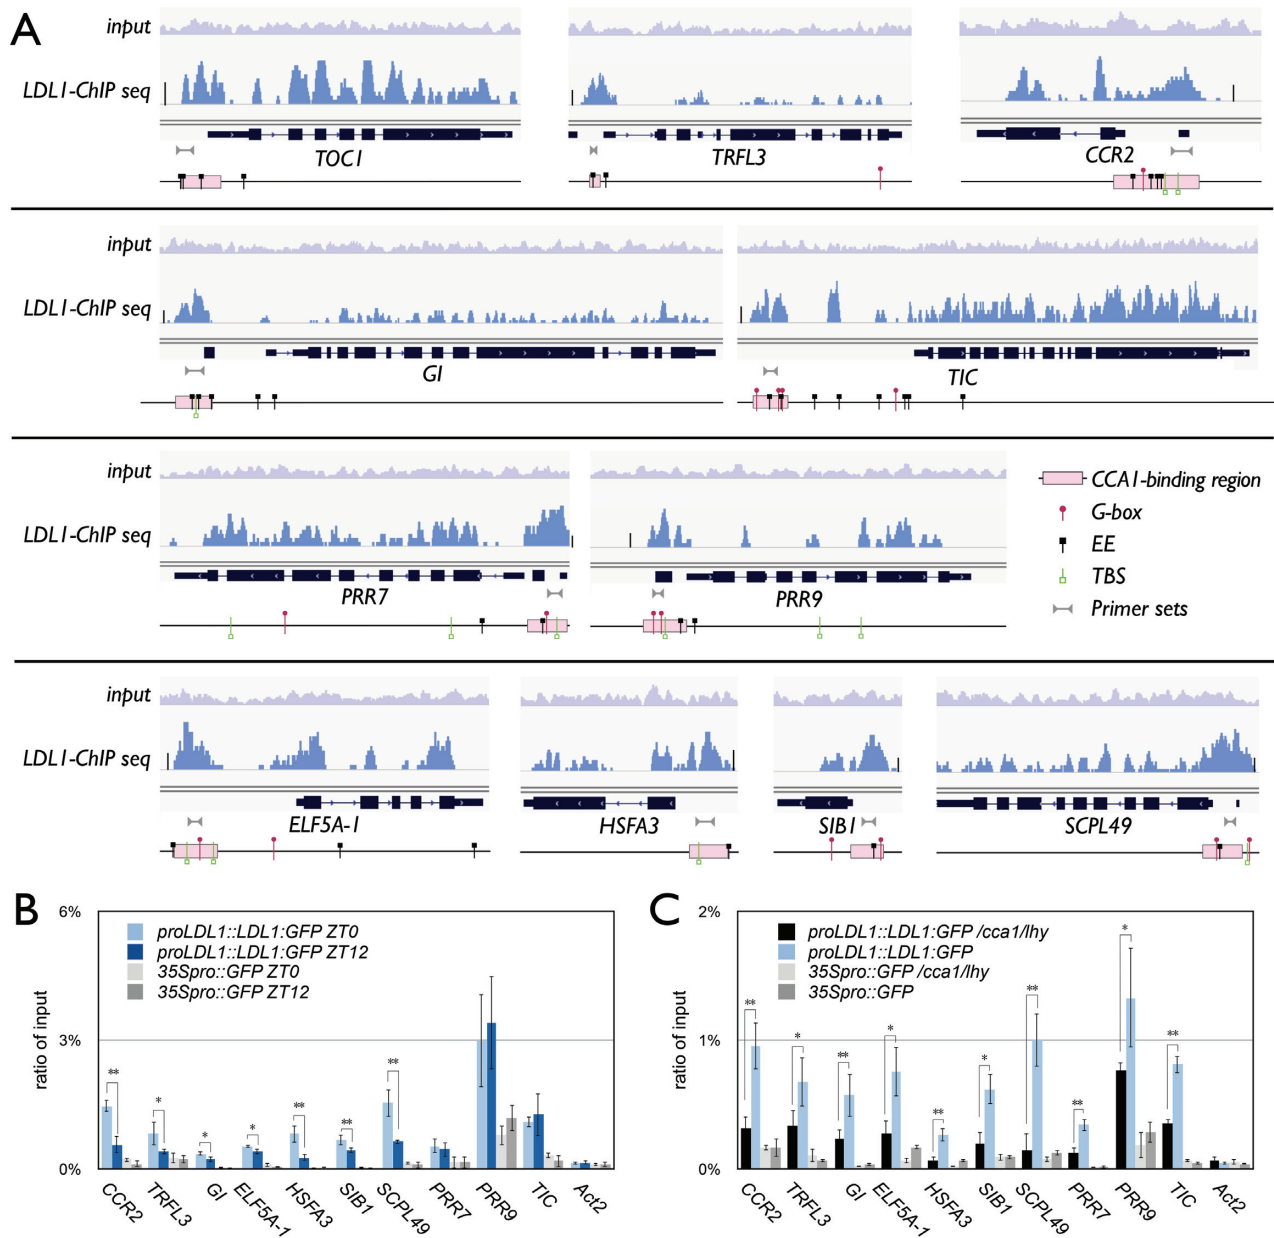 A
input
LDL1-ChIP seq
TOC1
TRFL3
CCR2
input
LDL1-ChIP seq
GI
TIC
input
LDL1-ChIP seq
PRR7
PRR9
CCA1-binding region
G-box
EE
TBS
Primer sets
input
LDL1-ChIP seq
ELF5A-1
HSFA3
SIB1
SCPL49
B
6%
3%
0%
ratio of input
proLDL1::LDL1:GFP ZT0
proLDL1::LDL1:GFP ZT12
35Spro::GFP ZT0
35Spro::GFP ZT12
** * * * ** ** **
CCR2
TRFL3
GI
ELF5A-1
HSFA3
SIB1
SCPL49
PRR7
PRR9
TIC
Act2
C
2%
1%
0%
ratio of input
proLDL1::LDL1:GFP /cca1/lhy
proLDL1::LDL1:GFP
35Spro::GFP /cca1/lhy
35Spro::GFP
** * ** * ** * ** ** * **
CCR2
TRFL3
GI
ELF5A-1
HSFA3
SIB1
SCPL49
PRR7
PRR9
TIC
Act2